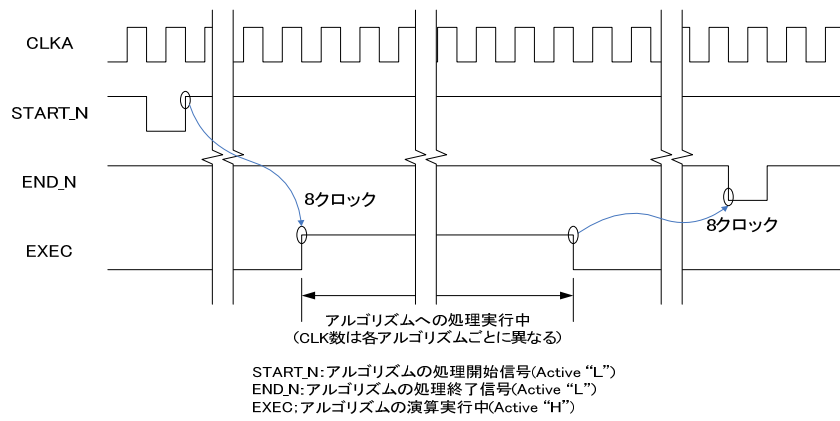 CLKA
START_N
END_N
8クロック
8クロック
EXEC
アルゴリズムへの処理実行中
(CLK数は各アルゴリズムごとに異なる)
START_N:アルゴリズムの処理開始信号(Active “L”)
END_N:アルゴリズムの処理終了信号(Active “L”)
EXEC:アルゴリズムの演算実行中(Active “H”)